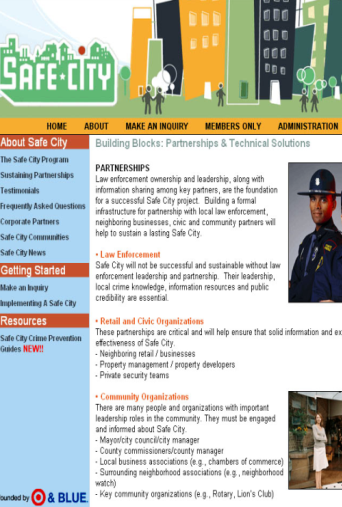 SAFE CITY
HOME ABOUT MAKE AN INQUIRY MEMBERS ONLY ADMINISTRATION
About Safe City
The Safe City Program
Sustaining Partnerships
Testimonials
Frequently Asked Questions
Corporate Partners
Safe City Communities
Safe City News
Getting Started
Make an Inquiry
Implementing A Safe City
Resources
Safe City Crime Prevention
Guides NEW!!
ounded by & BLUE
Building Blocks: Partnerships & Technical Solutions
PARTNERSHIPS
Law enforcement ownership and leadership, along with
information sharing among key partners, are the foundation
for a successful Safe City project. Building a formal
infrastructure for partnership with local law enforcement,
neighboring businesses, civic and community partners will
help to sustain a lasting Safe City.
• Law Enforcement
Safe City will not be successful and sustainable without law
enforcement leadership and partnership. Their leadership,
local crime knowledge, information resources and public
credibility are essential.
• Retail and Civic Organizations
These partnerships are critical and will help ensure that solid information and ex
effectiveness of Safe City.
- Neighboring retail / businesses
- Property management / property developers
- Private security teams
• Community Organizations
There are many people and organizations with important
leadership roles in the community. They must be engaged
and informed about Safe City.
- Mayor/city council/city manager
- County commissioners/county manager
- Local business associations (e.g., chambers of commerce)
- Surrounding neighborhood associations (e.g., neighborhood
watch)
- Key community organizations (e.g., Rotary, Lion's Club)